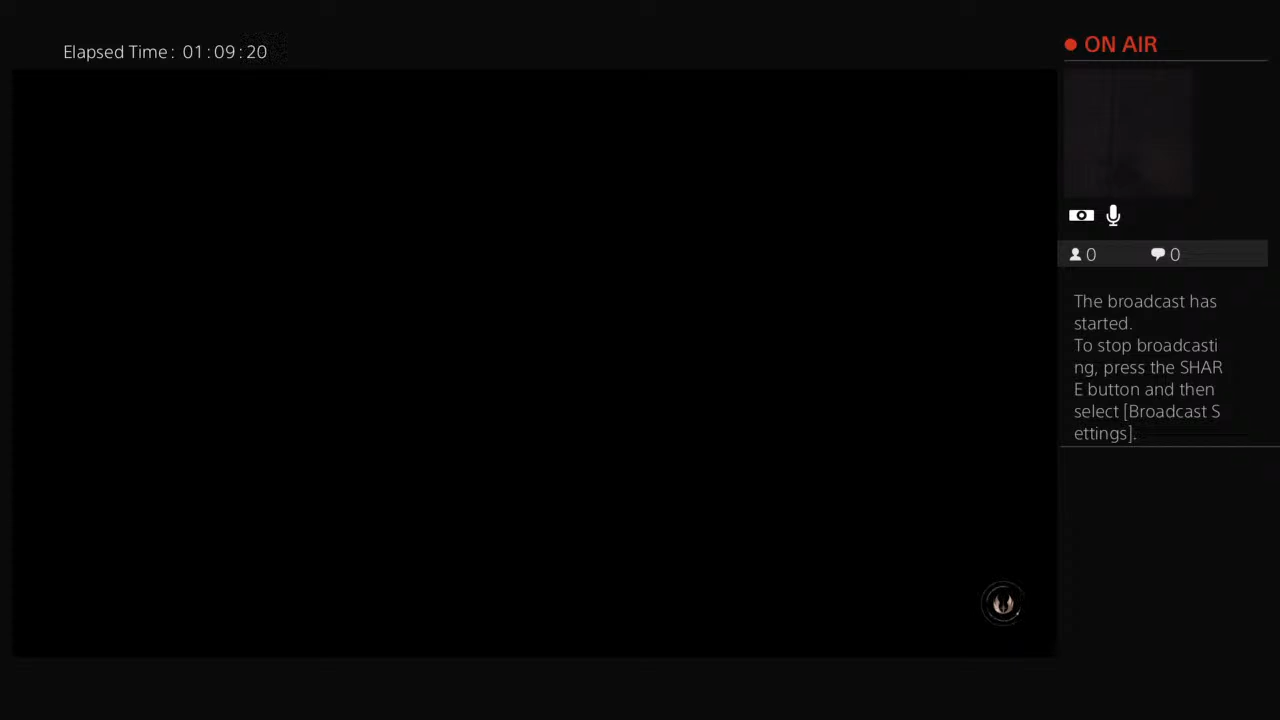 Elapsed Time: 01:09:20
ON AIR
0 0
The broadcast has
started.
To stop broadcasti
ng, press the SHAR
E button and then
select [Broadcast S
ettings].